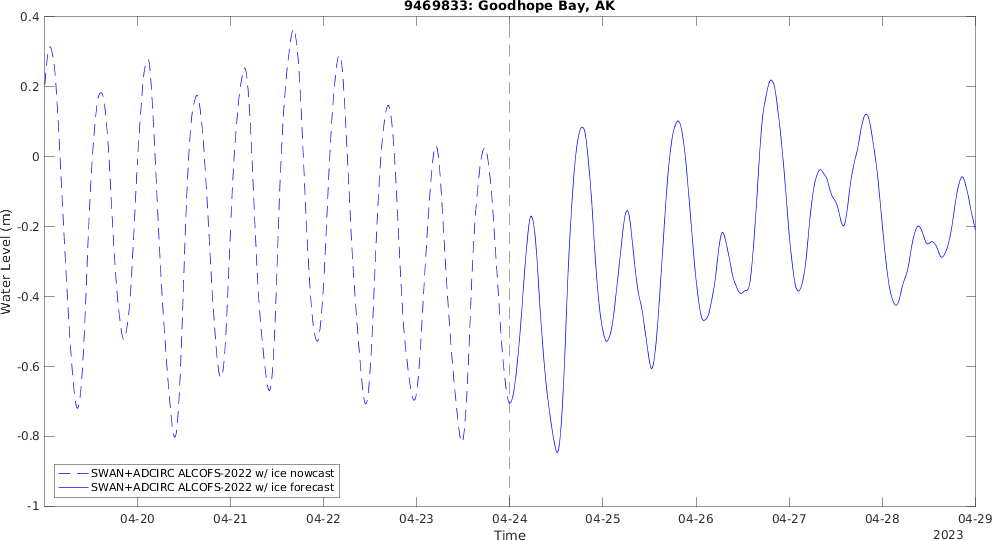 9469833: Goodhope Bay, AK
Water Level (m)
0.4
0.2
0
-0.2
-0.4
-0.6
-0.8
-1
SWAN+ADCIRC ALCOFS-2022 w/ ice nowcast
SWAN+ADCIRC ALCOFS-2022 w/ ice forecast
04-20 04-21 04-22 04-23 04-24 04-25 04-26 04-27 04-28 04-29
Time
2023